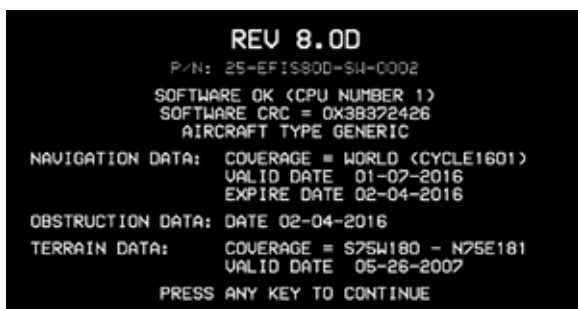 REV 8.0D
P/N: 25-EFIS80D-SW-0002
SOFTWARE OK (CPU NUMBER 1)
SOFTWARE CRC = 0X3B372426
AIRCRAFT TYPE GENERIC
NAVIGATION DATA: COVERAGE = WORLD (CYCLE1601)
VALID DATE 01-07-2016
EXPIRE DATE 02-04-2016
OBSTRUCTION DATA: DATE 02-04-2016
TERRAIN DATA: COVERAGE = S75W180 - N75E181
VALID DATE 05-26-2007
PRESS ANY KEY TO CONTINUE